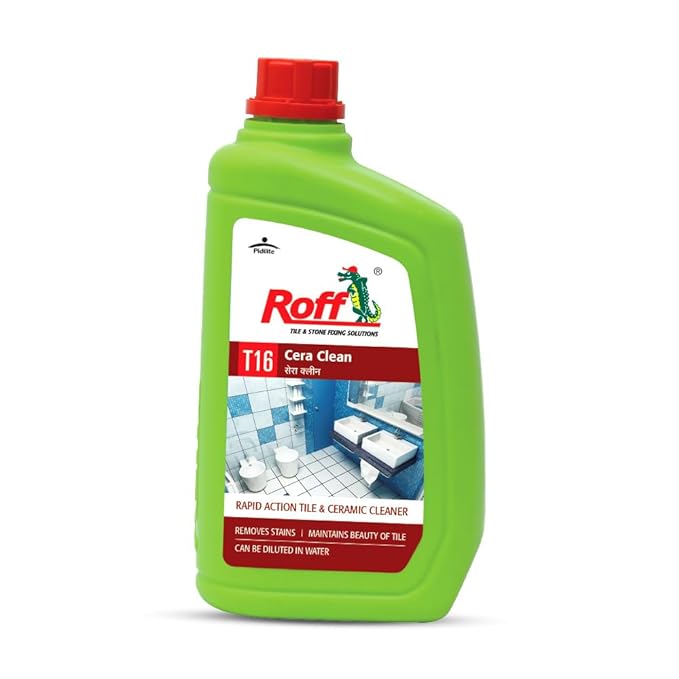 Pidilite
Roff
®
TILE & STONE FIXING SOLUTIONS
T16
Cera Clean
सेरा क्लीन
RAPID ACTION TILE & CERAMIC CLEANER
REMOVES STAINS | MAINTAINS BEAUTY OF TILE
CAN BE DILUTED IN WATER